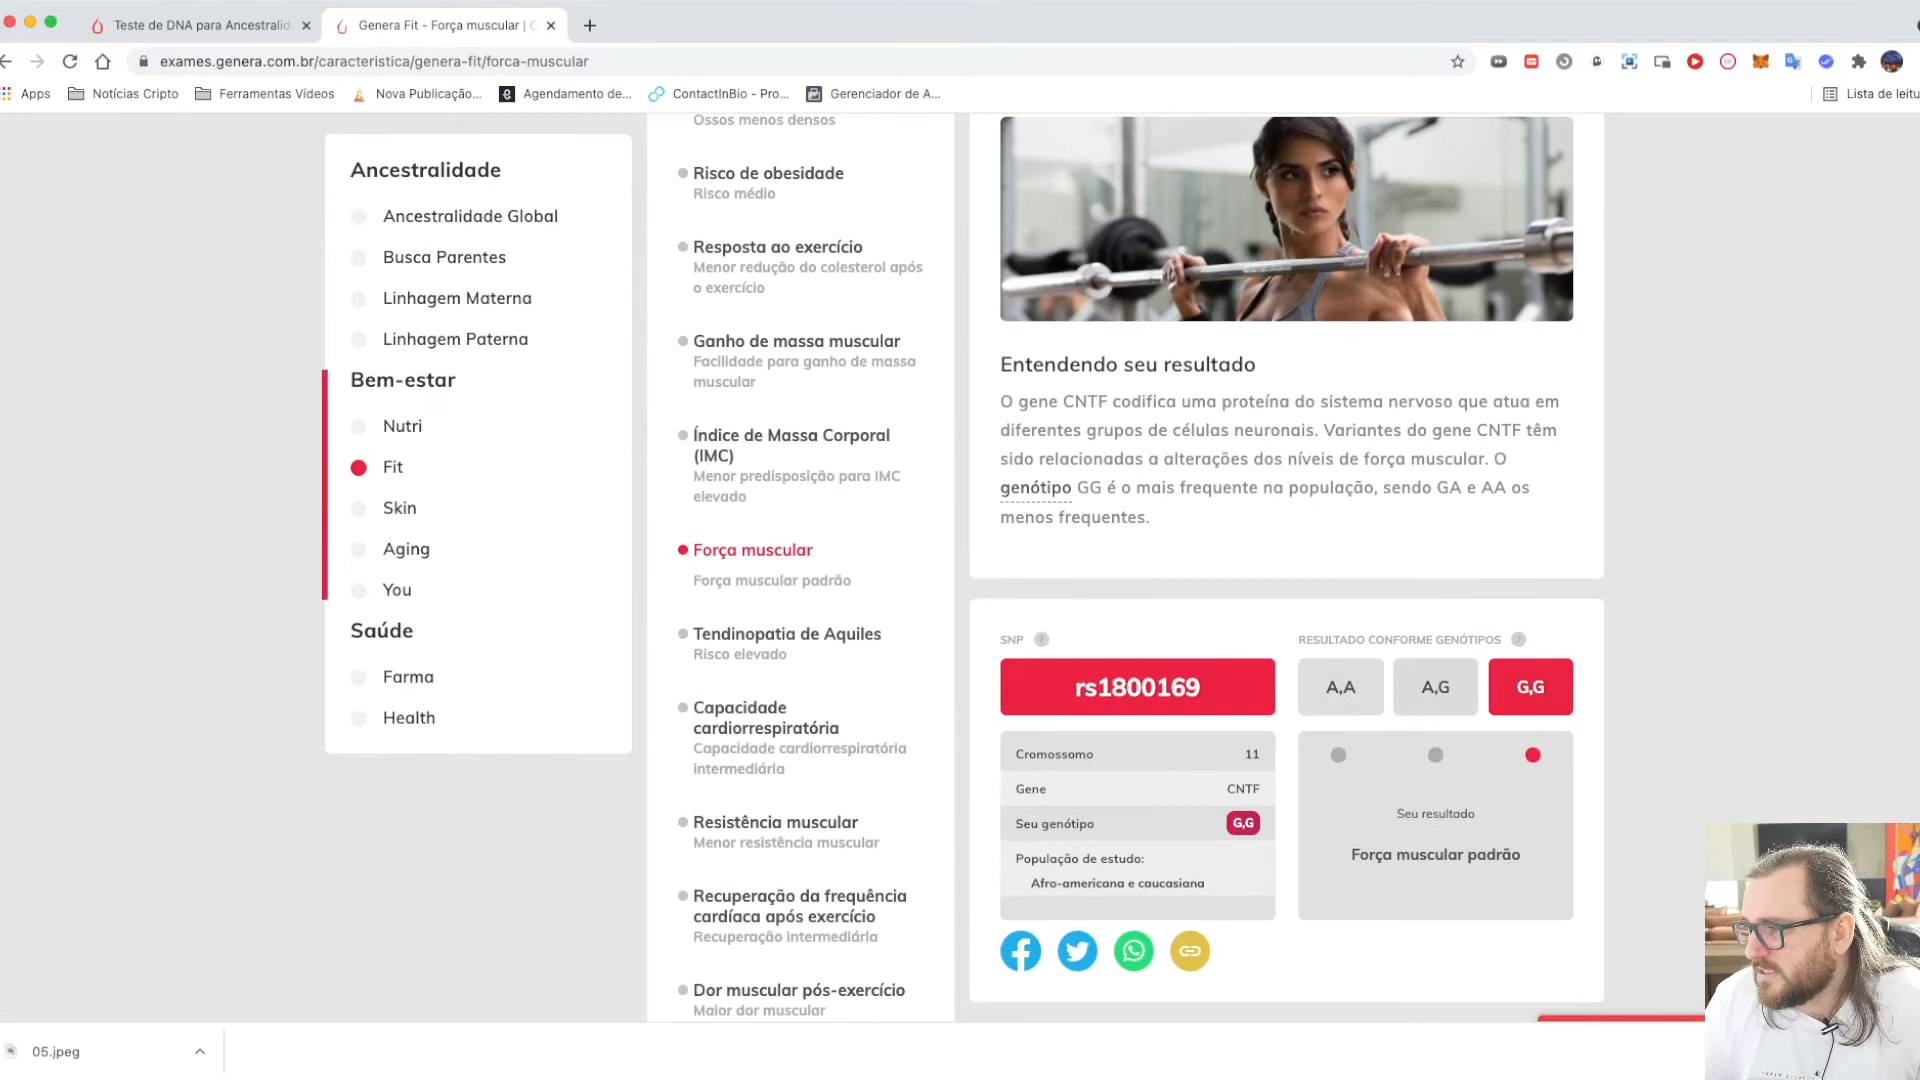 Teste de DNA para Ancestralid
Genera Fit - Força muscular | G
exames.genera.com.br/caracteristica/genera-fit/forca-muscular
Apps
Notícias Cripto
Ferramentas Vídeos
Nova Publicação...
Agendamento de...
ContactInBio - Pro...
Gerenciador de A...
Lista de leitu
Ancestralidade
Ancestralidade Global
Busca Parentes
Linhagem Materna
Linhagem Paterna
Bem-estar
Nutri
Fit
Skin
Aging
You
Saúde
Farma
Health
Ossos menos densos
Risco de obesidade
Risco médio
Resposta ao exercício
Menor redução do colesterol após
o exercício
Ganho de massa muscular
Facilidade para ganho de massa
muscular
Índice de Massa Corporal
(IMC)
Menor predisposição para IMC
elevado
Força muscular
Força muscular padrão
Tendinopatia de Aquiles
Risco elevado
Capacidade
cardiorrespiratória
Capacidade cardiorrespiratória
intermediária
Resistência muscular
Menor resistência muscular
Recuperação da frequência
cardíaca após exercício
Recuperação intermediária
Dor muscular pós-exercício
Maior dor muscular
Entendendo seu resultado
O gene CNTF codifica uma proteína do sistema nervoso que atua em
diferentes grupos de células neuronais. Variantes do gene CNTF têm
sido relacionadas a alterações dos níveis de força muscular. O
genótipo GG é o mais frequente na população, sendo GA e AA os
menos frequentes.
SNP ?
rs1800169
Cromossomo 11
Gene CNTF
Seu genótipo G,G
População de estudo:
Afro-americana e caucasiana
RESULTADO CONFORME GENÓTIPOS ?
A,A A,G G,G
Seu resultado
Força muscular padrão
05.jpeg